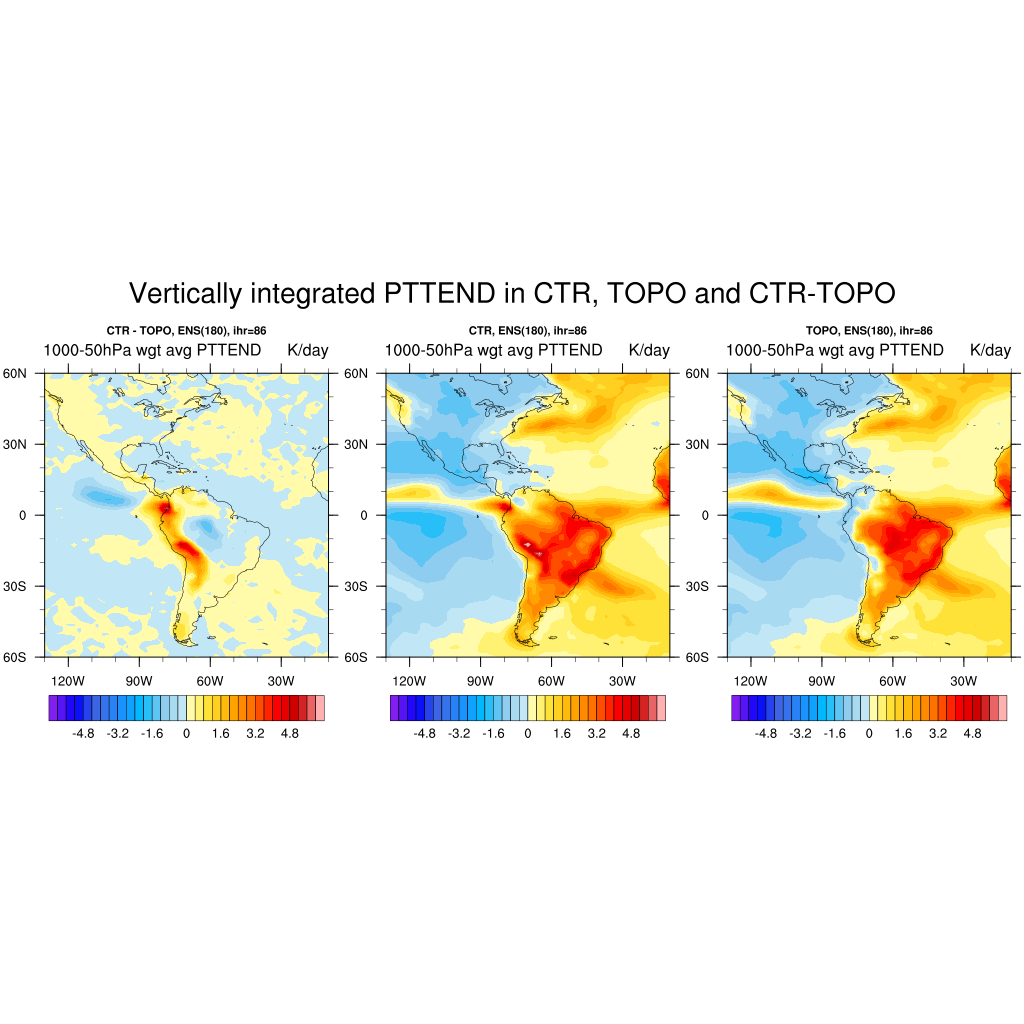 Vertically integrated PTTEND in CTR, TOPO and CTR-TOPO
CTR - TOPO, ENS(180), ihr=86
1000-50hPa wgt avg PTTEND K/day
60N
30N
0
30S
60S
120W 90W 60W 30W
-4.8 -3.2 -1.6 0 1.6 3.2 4.8
CTR, ENS(180), ihr=86
1000-50hPa wgt avg PTTEND K/day
60N
30N
0
30S
60S
120W 90W 60W 30W
-4.8 -3.2 -1.6 0 1.6 3.2 4.8
TOPO, ENS(180), ihr=86
1000-50hPa wgt avg PTTEND K/day
60N
30N
0
30S
60S
120W 90W 60W 30W
-4.8 -3.2 -1.6 0 1.6 3.2 4.8